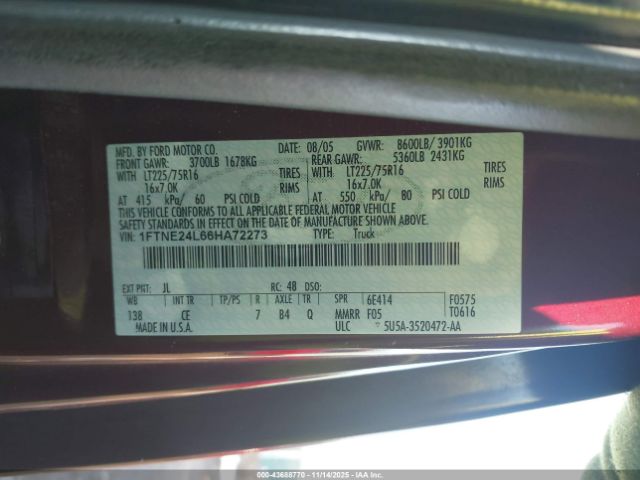 MFD. BY FORD MOTOR CO. DATE: 08/05 GVWR: 8600LB/ 3901KG
FRONT GAWR: 3700LB 1678KG REAR GAWR: 5360LB 2431KG
WITH LT225/75R16 TIRES WITH LT225/75R16 TIRES
16x7.0K RIMS 16x7.0K RIMS
AT 415 kPa/ 60 PSI COLD AT 550 kPa/ 80 PSI COLD
THIS VEHICLE CONFORMS TO ALL APPLICABLE FEDERAL MOTOR VEHICLE
SAFETY STANDARDS IN EFFECT ON THE DATE OF MANUFACTURE SHOWN ABOVE.
VIN: 1FTNE24L66HA72273 TYPE: Truck
EXT PNT: JL RC: 48 DSO:
WB INT TR TP/PS R AXLE TR SPR 6E414 F0575
138 CE 7 B4 Q MMRR F05 T0616
MADE IN U.S.A. ULC 5U5A-3520472-AA
000-43688770 - 11/14/2025 - IAAI.COM